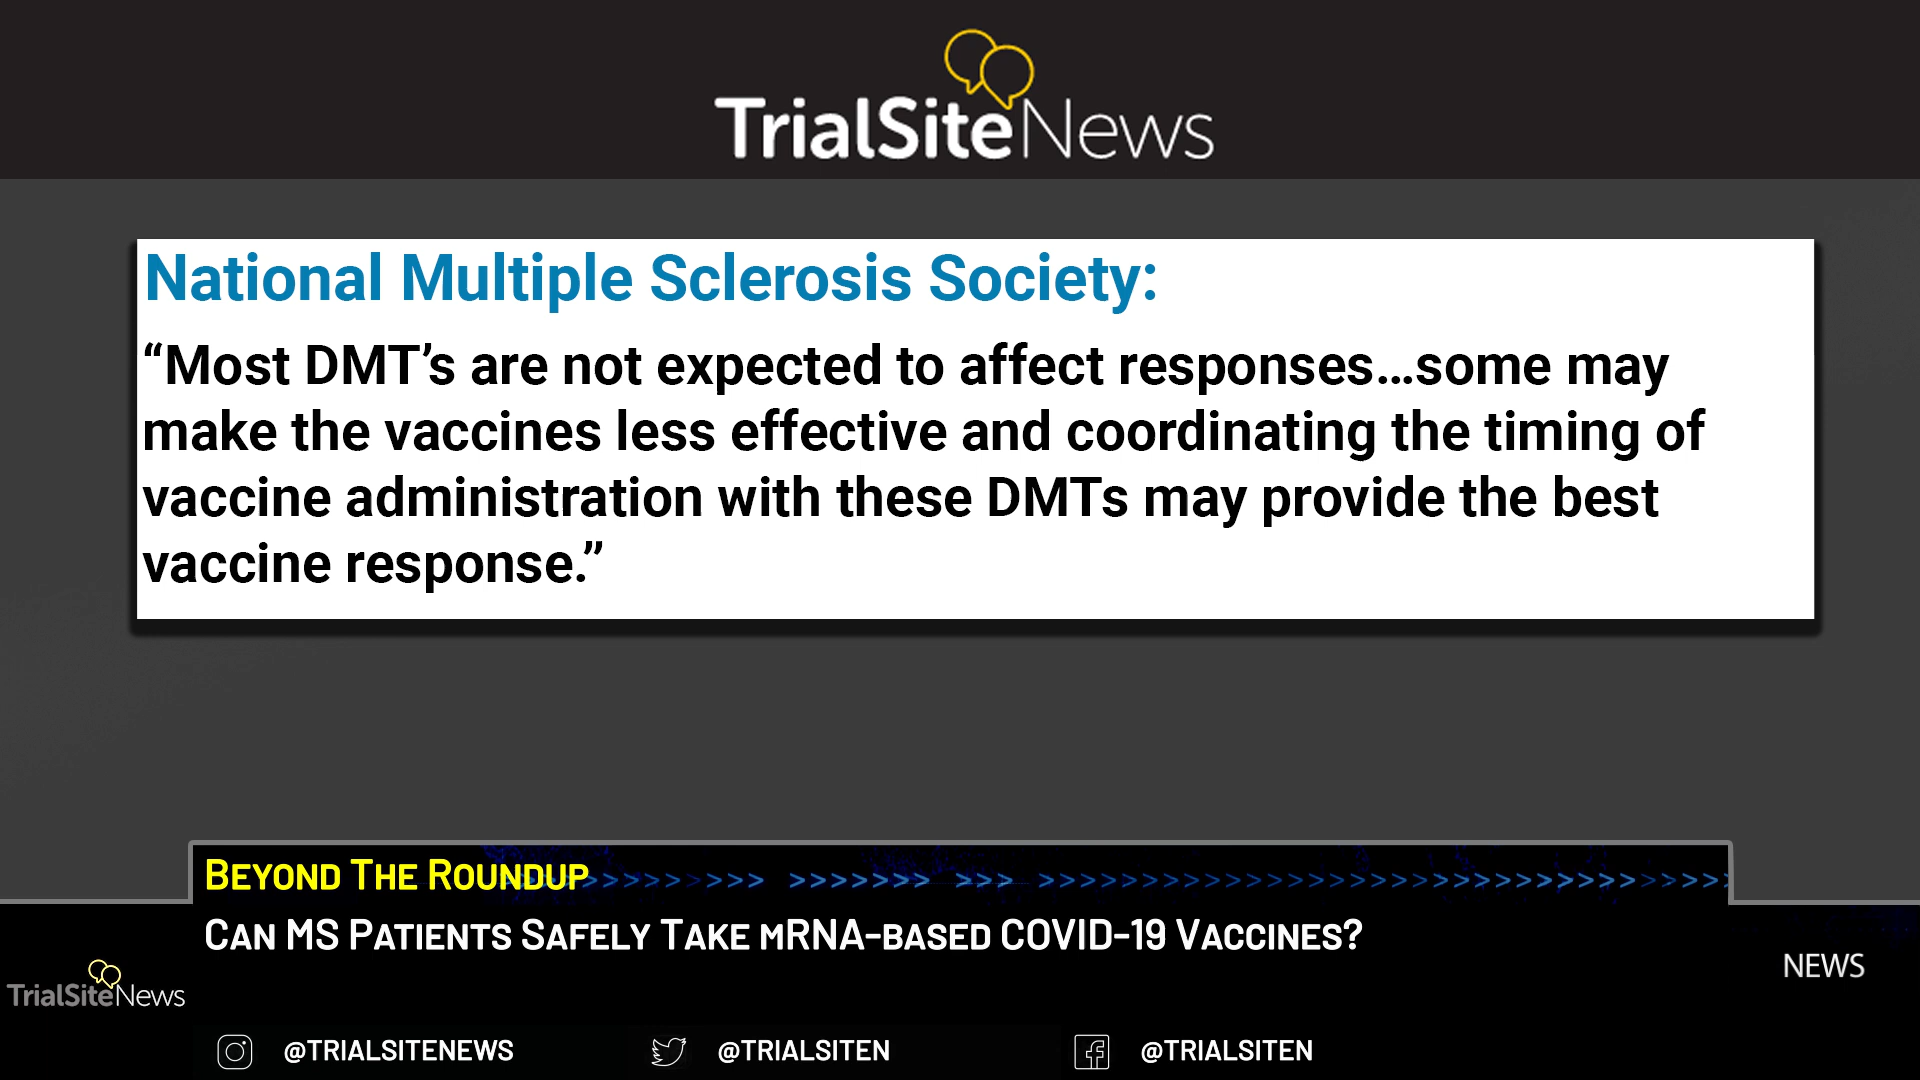 TrialSiteNews
National Multiple Sclerosis Society:
“Most DMT’s are not expected to affect responses...some may
make the vaccines less effective and coordinating the timing of
vaccine administration with these DMTs may provide the best
vaccine response.”
Beyond The Roundup
Can MS Patients Safely Take mRNA-based COVID-19 Vaccines?
NEWS
TrialSiteNews
@TRIALSITENEWS
@TRIALSITEN
@TRIALSITEN